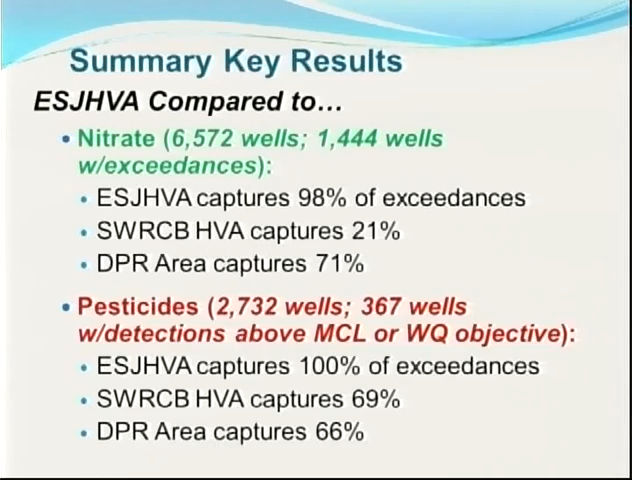 Summary Key Results
ESJHVA Compared to…
• Nitrate (6,572 wells; 1,444 wells
w/exceedances):
• ESJHVA captures 98% of exceedances
• SWRCB HVA captures 21%
• DPR Area captures 71%
• Pesticides (2,732 wells; 367 wells
w/detections above MCL or WQ objective):
• ESJHVA captures 100% of exceedances
• SWRCB HVA captures 69%
• DPR Area captures 66%